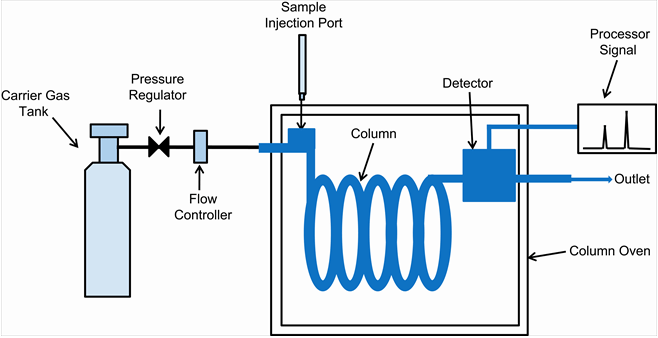 Sample
Injection Port
Processor
Signal
Pressure
Regulator
Detector
Carrier Gas
Tank
Column
Flow
Controller
Outlet
Column Oven